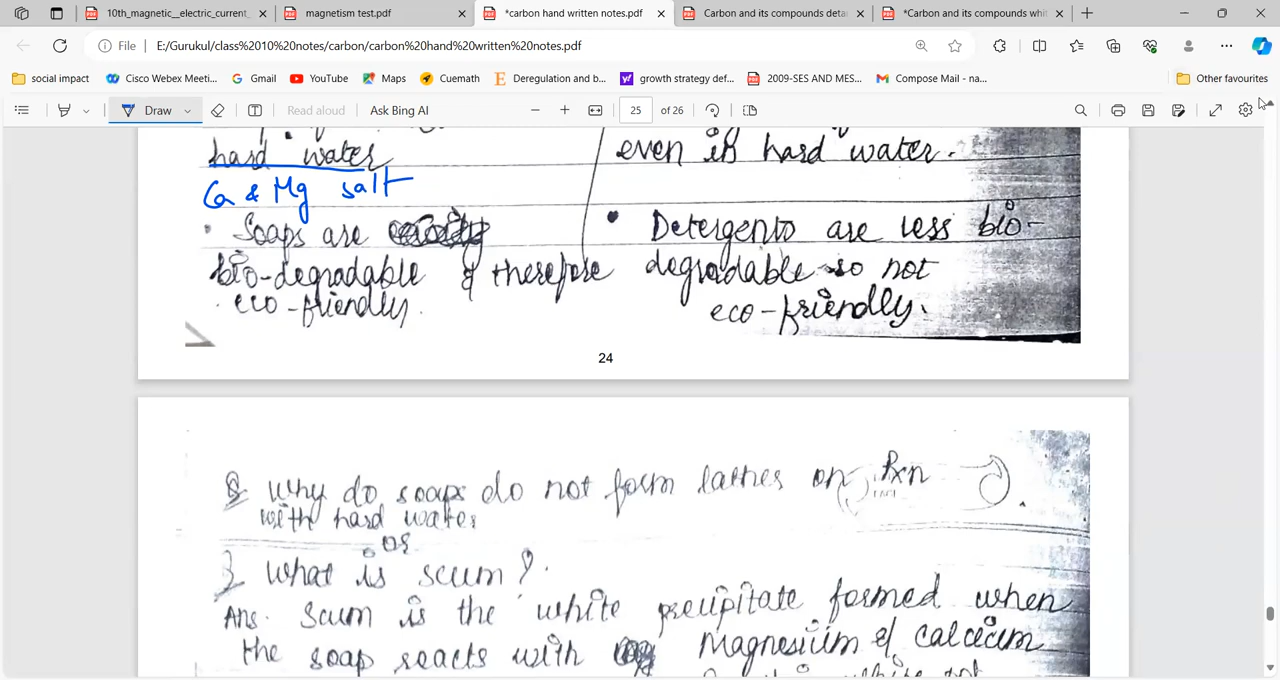 10th_magnetic__electric_current_
magnetism test.pdf
*carbon hand written notes.pdf
Carbon and its compounds deta
*Carbon and its compounds whi
File
E:/Gurukul/class%2010%20notes/carbon/carbon%20hand%20written%20notes.pdf
social impact
Cisco Webex Meeti...
Gmail
YouTube
Maps
Cuemath
Deregulation and b...
growth strategy def...
2009-SES AND MES...
Compose Mail - na...
Other favourites
Draw
Read aloud
Ask Bing AI
25
of 26
hard water
even in hard water.
Ca & Mg salt
• Soaps are
bio-degradable & therefore
eco-friendly.
• Detergents are less bio-
degradable so not
eco-friendly.
24
Q Why do soaps do not form lather on Rxn
with hard water
or
Q What is scum?
Ans. Scum is the white precipitate formed when
the soap reacts with Magnesium & calcium